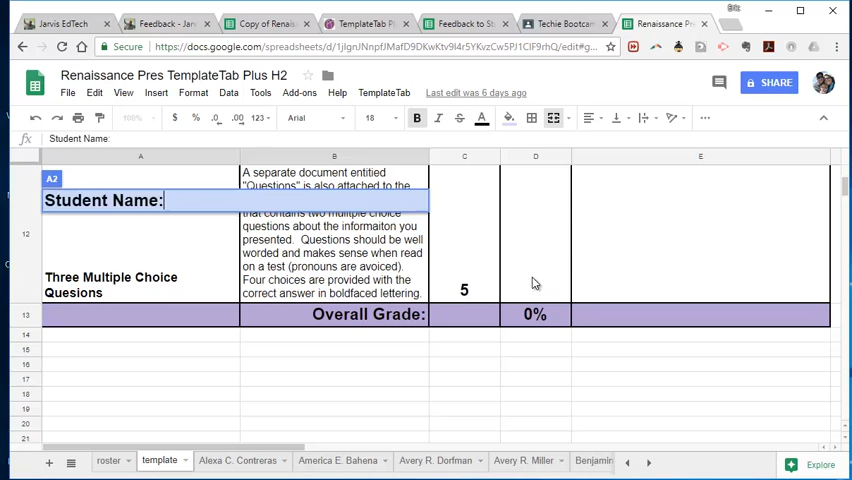 Eric
Jarvis EdTech
Feedback - Jarv
Copy of Renais
TemplateTab P
Feedback to St
Techie Bootcam
Renaissance Pre
Secure
Renaissance Pres TemplateTab Plus H2
SHARE
File Edit View Insert Format Data Tools Add-ons Help TemplateTab Last edit was 6 days ago
100% $ % .0 .00 123 Arial 18 B I S A
fx Student Name:
A B C D E
A2
Student Name:
12
A separate document entitied
"Questions" is also attached to the
that contains two mulitple choice
questions about the informaiton you
presented. Questions should be well
worded and makes sense when read
on a test (pronouns are avoiced).
Four choices are provided with the
correct answer in boldfaced lettering.
Three Multiple Choice
Quesions
5
13 Overall Grade: 0%
14
15
16
17
18
19
20
21
roster template Alexa C. Contreras America E. Bahena Avery R. Dorfman Avery R. Miller Benjamin
Explore